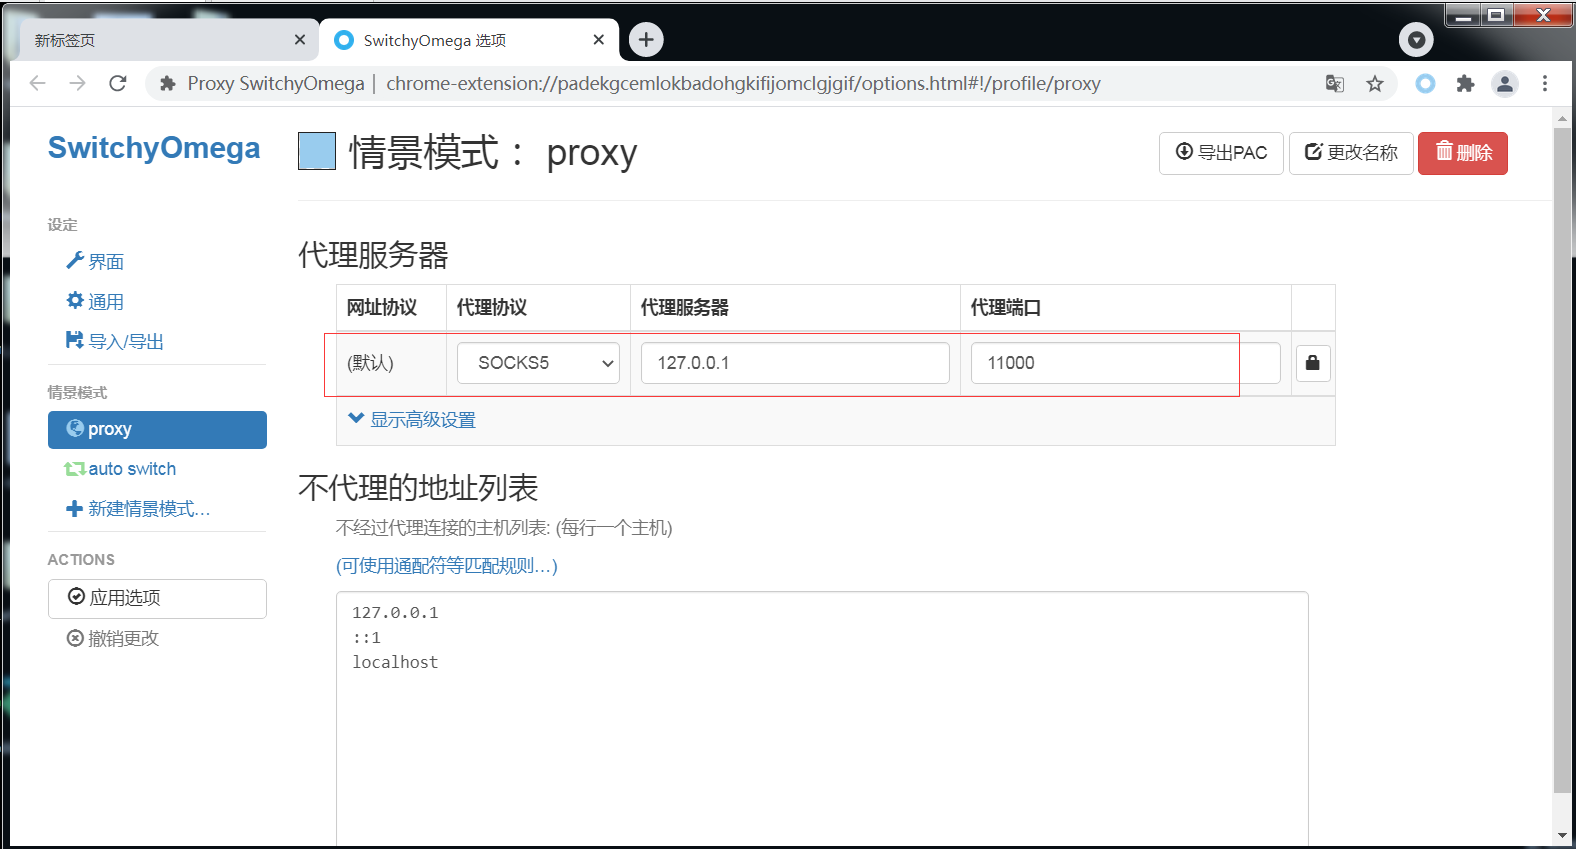 新标签页
SwitchyOmega 选项
Proxy SwitchyOmega | chrome-extension://padekgcemlokbadohgkifijomclgjgif/options.html#!/profile/proxy
SwitchyOmega
情景模式： proxy
导出PAC
更改名称
删除
设定
界面
通用
导入/导出
情景模式
proxy
auto switch
新建情景模式...
ACTIONS
应用选项
撤销更改
代理服务器
网址协议 代理协议 代理服务器 代理端口
(默认) SOCKS5 127.0.0.1 11000
显示高级设置
不代理的地址列表
不经过代理连接的主机列表: (每行一个主机)
(可使用通配符等匹配规则...)
127.0.0.1
::1
localhost